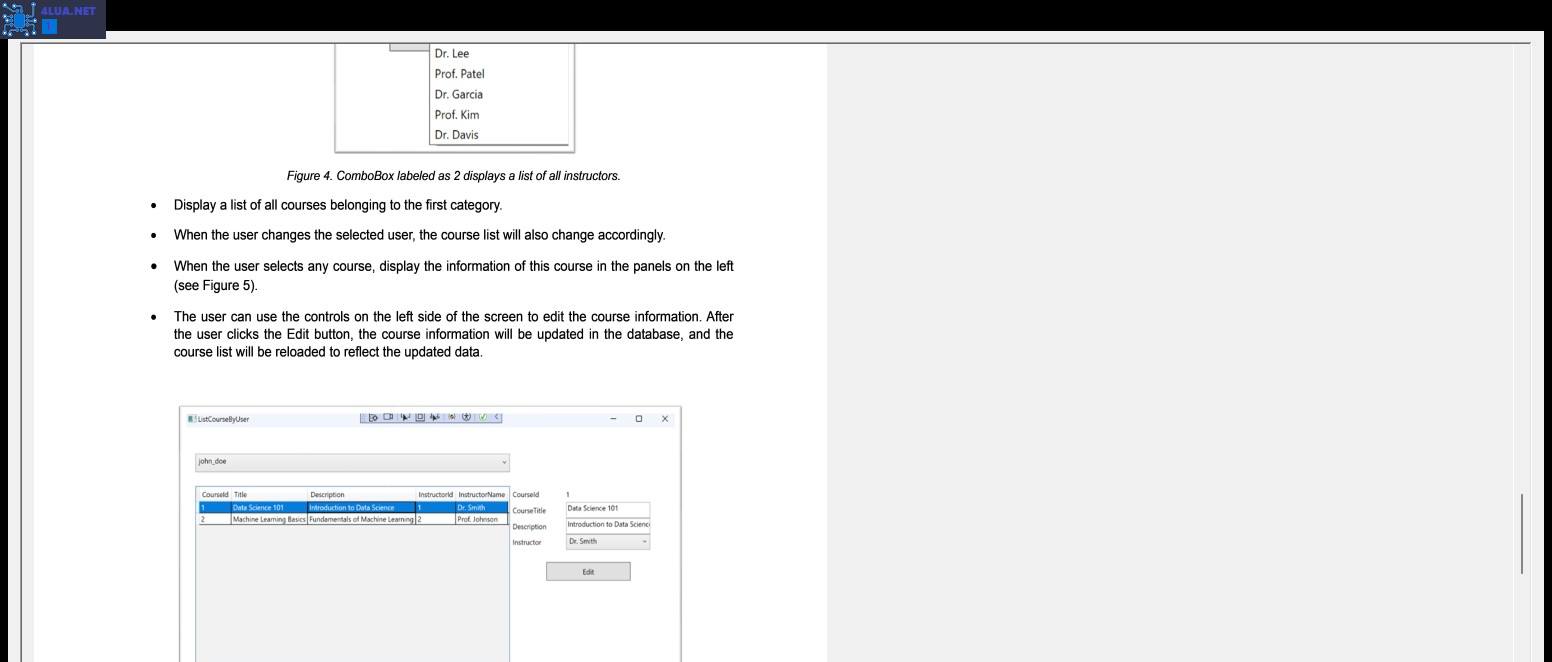 4LUA.NET
1
Dr. Lee
Prof. Patel
Dr. Garcia
Prof. Kim
Dr. Davis
Figure 4. ComboBox labeled as 2 displays a list of all instructors.
• Display a list of all courses belonging to the first category.
• When the user changes the selected user, the course list will also change accordingly.
• When the user selects any course, display the information of this course in the panels on the left
(see Figure 5).
• The user can use the controls on the left side of the screen to edit the course information. After
the user clicks the Edit button, the course information will be updated in the database, and the
course list will be reloaded to reflect the updated data.
ListCourseByUser
john_doe
CourseId Title Description InstructorId InstructorName
1 Data Science 101 Introduction to Data Science 1 Dr. Smith
2 Machine Learning Basics Fundamentals of Machine Learning 2 Prof. Johnson
CourseId 1
CourseTitle Data Science 101
Description Introduction to Data Scienc
Instructor Dr. Smith
Edit